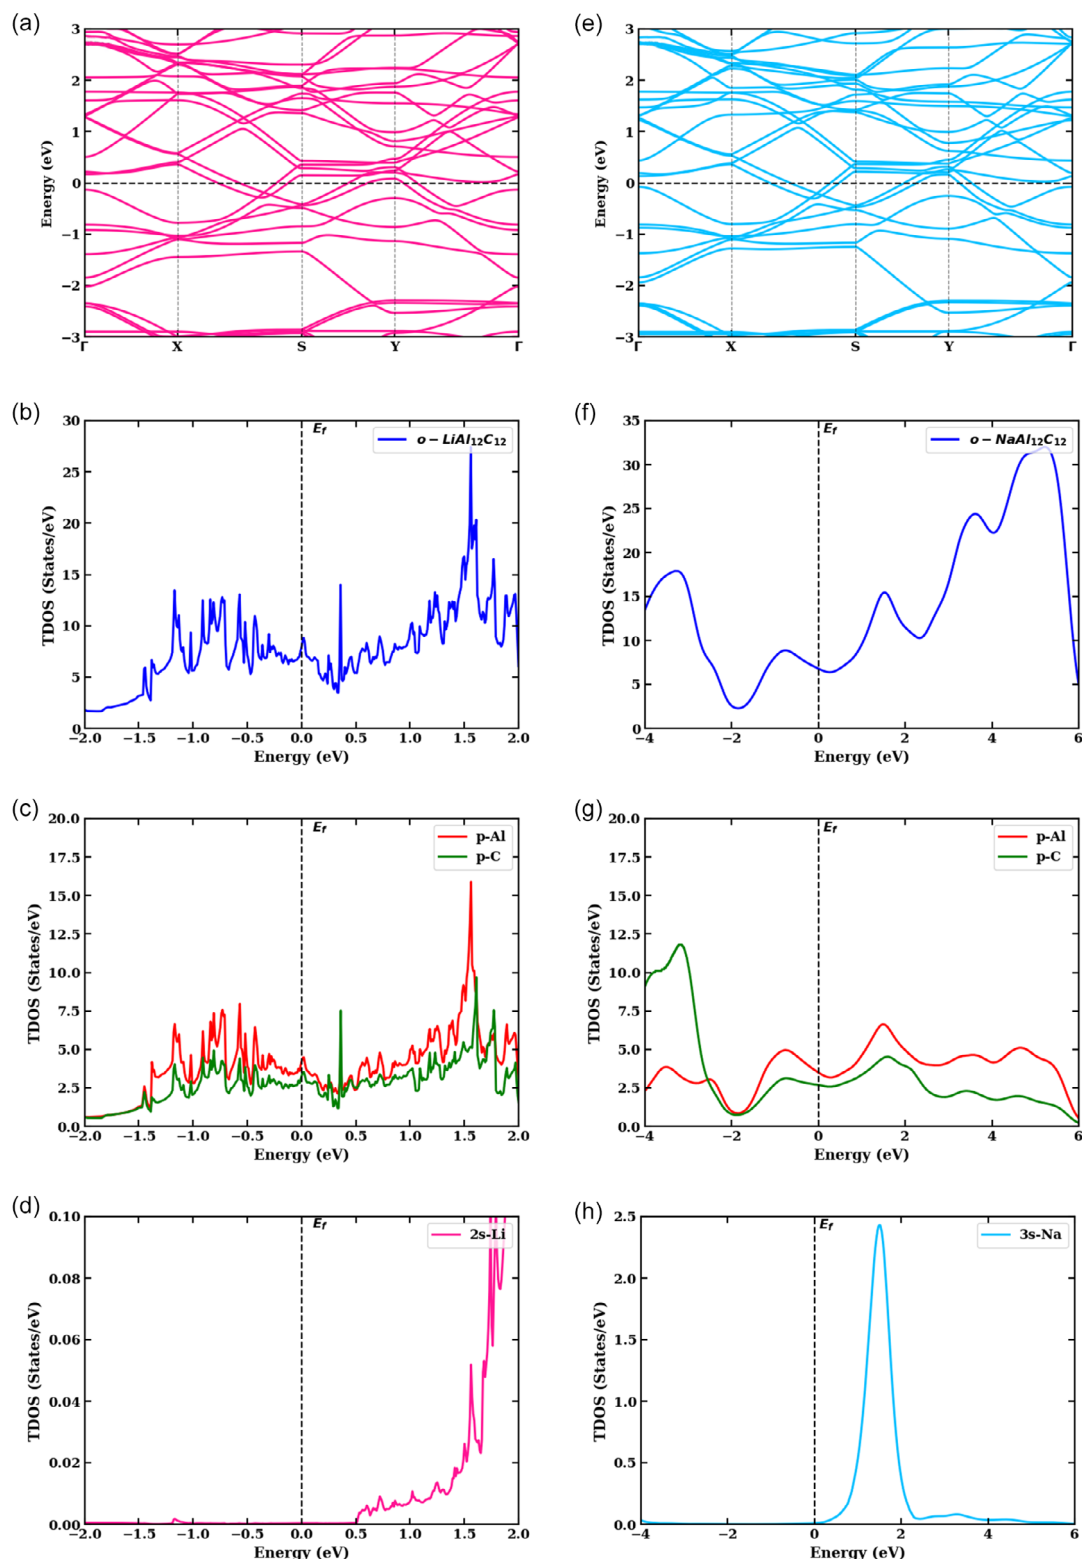 (a)
3
2
1
0
−1
−2
−3
Energy (eV)
Γ X S Y Γ
(e)
3
2
1
0
−1
−2
−3
Energy (eV)
Γ X S Y Γ
(b)
30
25
20
15
10
5
0
TDOS (States/eV)
E_f
o − LiAl₁₂C₁₂
−2.0 −1.5 −1.0 −0.5 0.0 0.5 1.0 1.5 2.0
Energy (eV)
(f)
35
30
25
20
15
10
5
0
TDOS (States/eV)
E_f
o − NaAl₁₂C₁₂
−4 −2 0 2 4 6
Energy (eV)
(c)
20.0
17.5
15.0
12.5
10.0
7.5
5.0
2.5
0.0
TDOS (States/eV)
E_f
p-Al
p-C
−2.0 −1.5 −1.0 −0.5 0.0 0.5 1.0 1.5 2.0
Energy (eV)
(g)
20.0
17.5
15.0
12.5
10.0
7.5
5.0
2.5
0.0
TDOS (States/eV)
E_f
p-Al
p-C
−4 −2 0 2 4 6
Energy (eV)
(d)
0.10
0.08
0.06
0.04
0.02
0.00
TDOS (States/eV)
E_f
2s-Li
−2.0 −1.5 −1.0 −0.5 0.0 0.5 1.0 1.5 2.0
Energy (eV)
(h)
2.5
2.0
1.5
1.0
0.5
0.0
TDOS (States/eV)
E_f
3s-Na
−4 −2 0 2 4 6
Energy (eV)